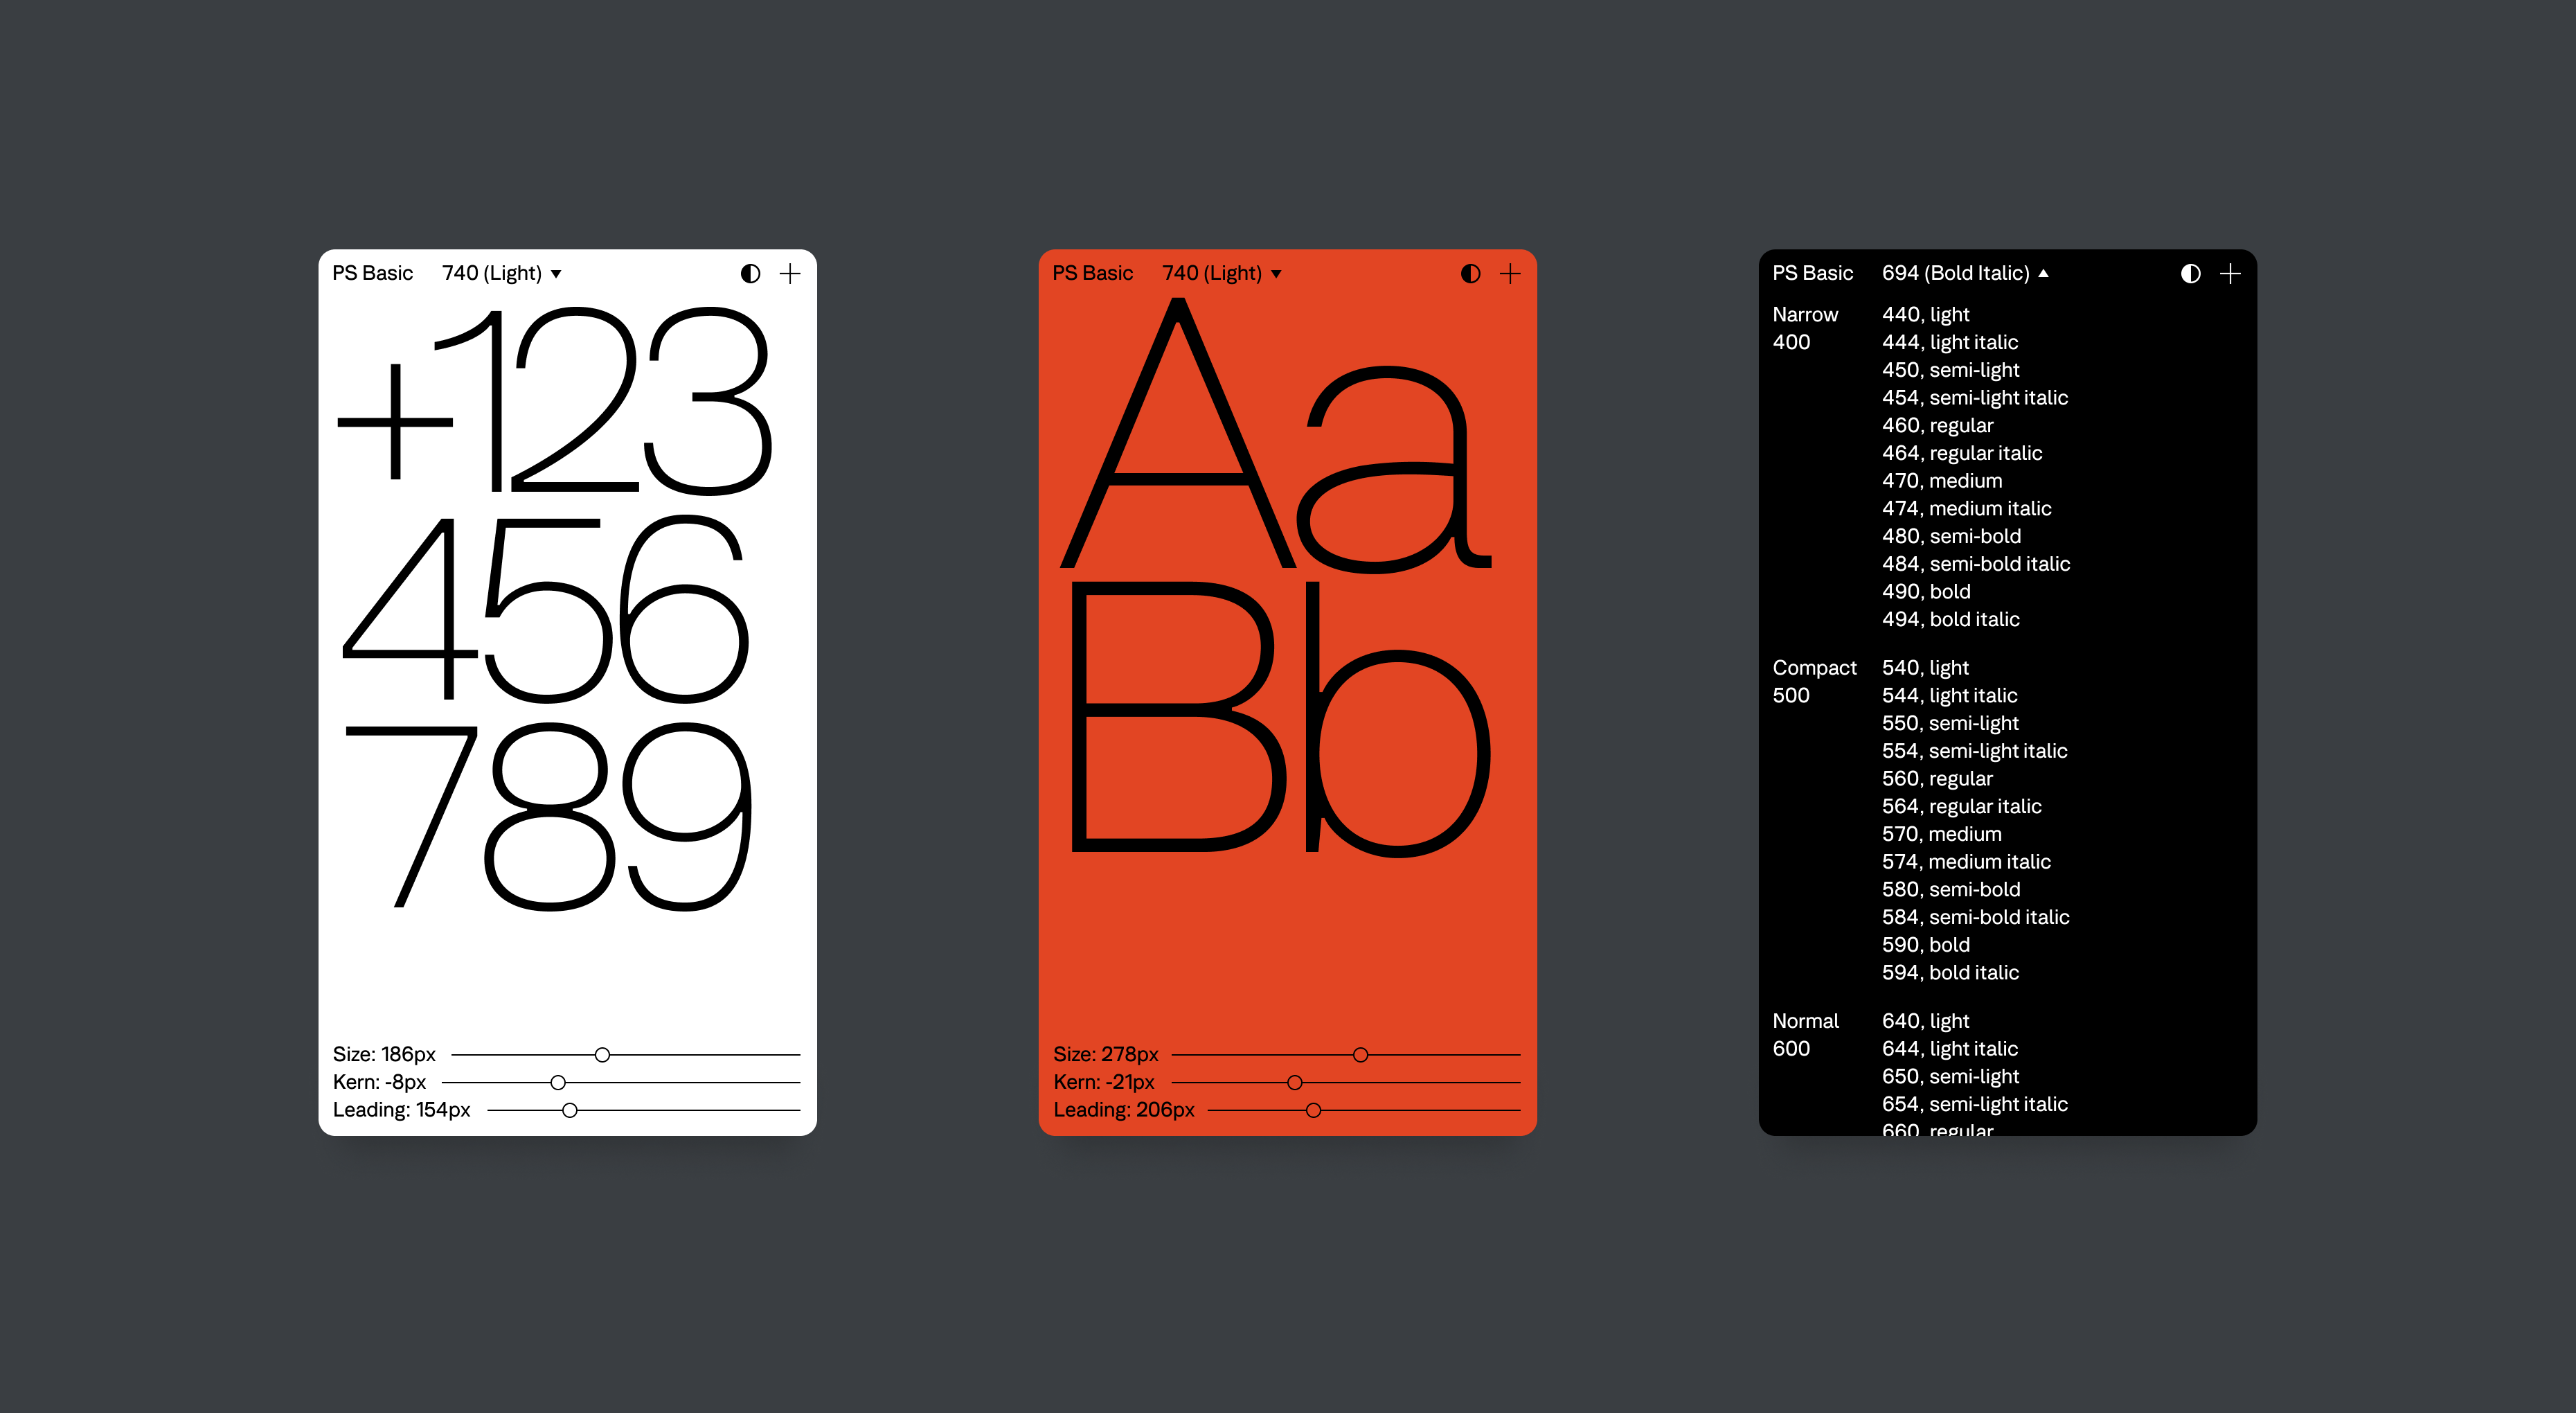 PS Basic 740 (Light) ▼
+123
456
789
Size: 186px
Kern: -8px
Leading: 154px
PS Basic 740 (Light) ▼
Aa
Bb
Size: 278px
Kern: -21px
Leading: 206px
PS Basic 694 (Bold Italic) ▲
Narrow 440, light
400 444, light italic
450, semi-light
454, semi-light italic
460, regular
464, regular italic
470, medium
474, medium italic
480, semi-bold
484, semi-bold italic
490, bold
494, bold italic
Compact 540, light
500 544, light italic
550, semi-light
554, semi-light italic
560, regular
564, regular italic
570, medium
574, medium italic
580, semi-bold
584, semi-bold italic
590, bold
594, bold italic
Normal 640, light
600 644, light italic
650, semi-light
654, semi-light italic
660, regular